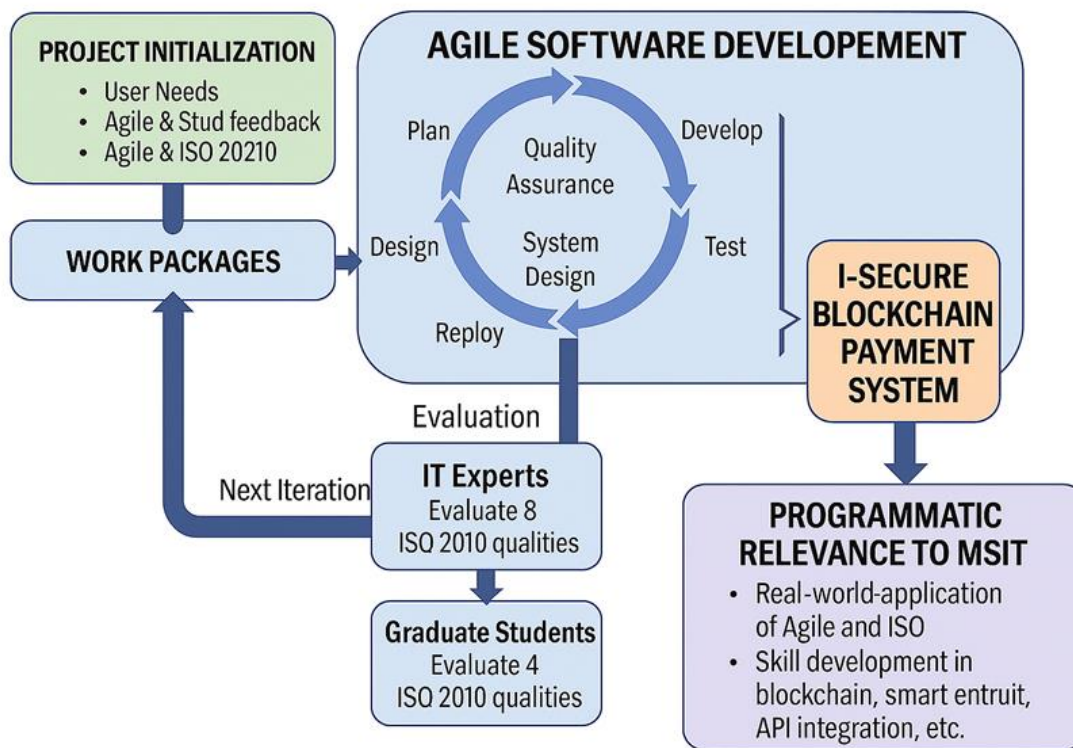 PROJECT INITIALIZATION
• User Needs
• Agile & Stud feedback
• Agile & ISO 20210
WORK PACKAGES
AGILE SOFTWARE DEVELOPEMENT
Plan
Develop
Quality
Assurance
Design
System
Design
Test
Reploy
I-SECURE
BLOCKCHAIN
PAYMENT
SYSTEM
Evaluation
Next Iteration
IT Experts
Evaluate 8
ISQ 2010 qualities
Graduate Students
Evaluate 4
ISQ 2010 qualities
PROGRAMMATIC
RELEVANCE TO MSIT
• Real-world-application
of Agile and ISO
• Skill development in
blockchain, smart entruit,
API integration, etc.